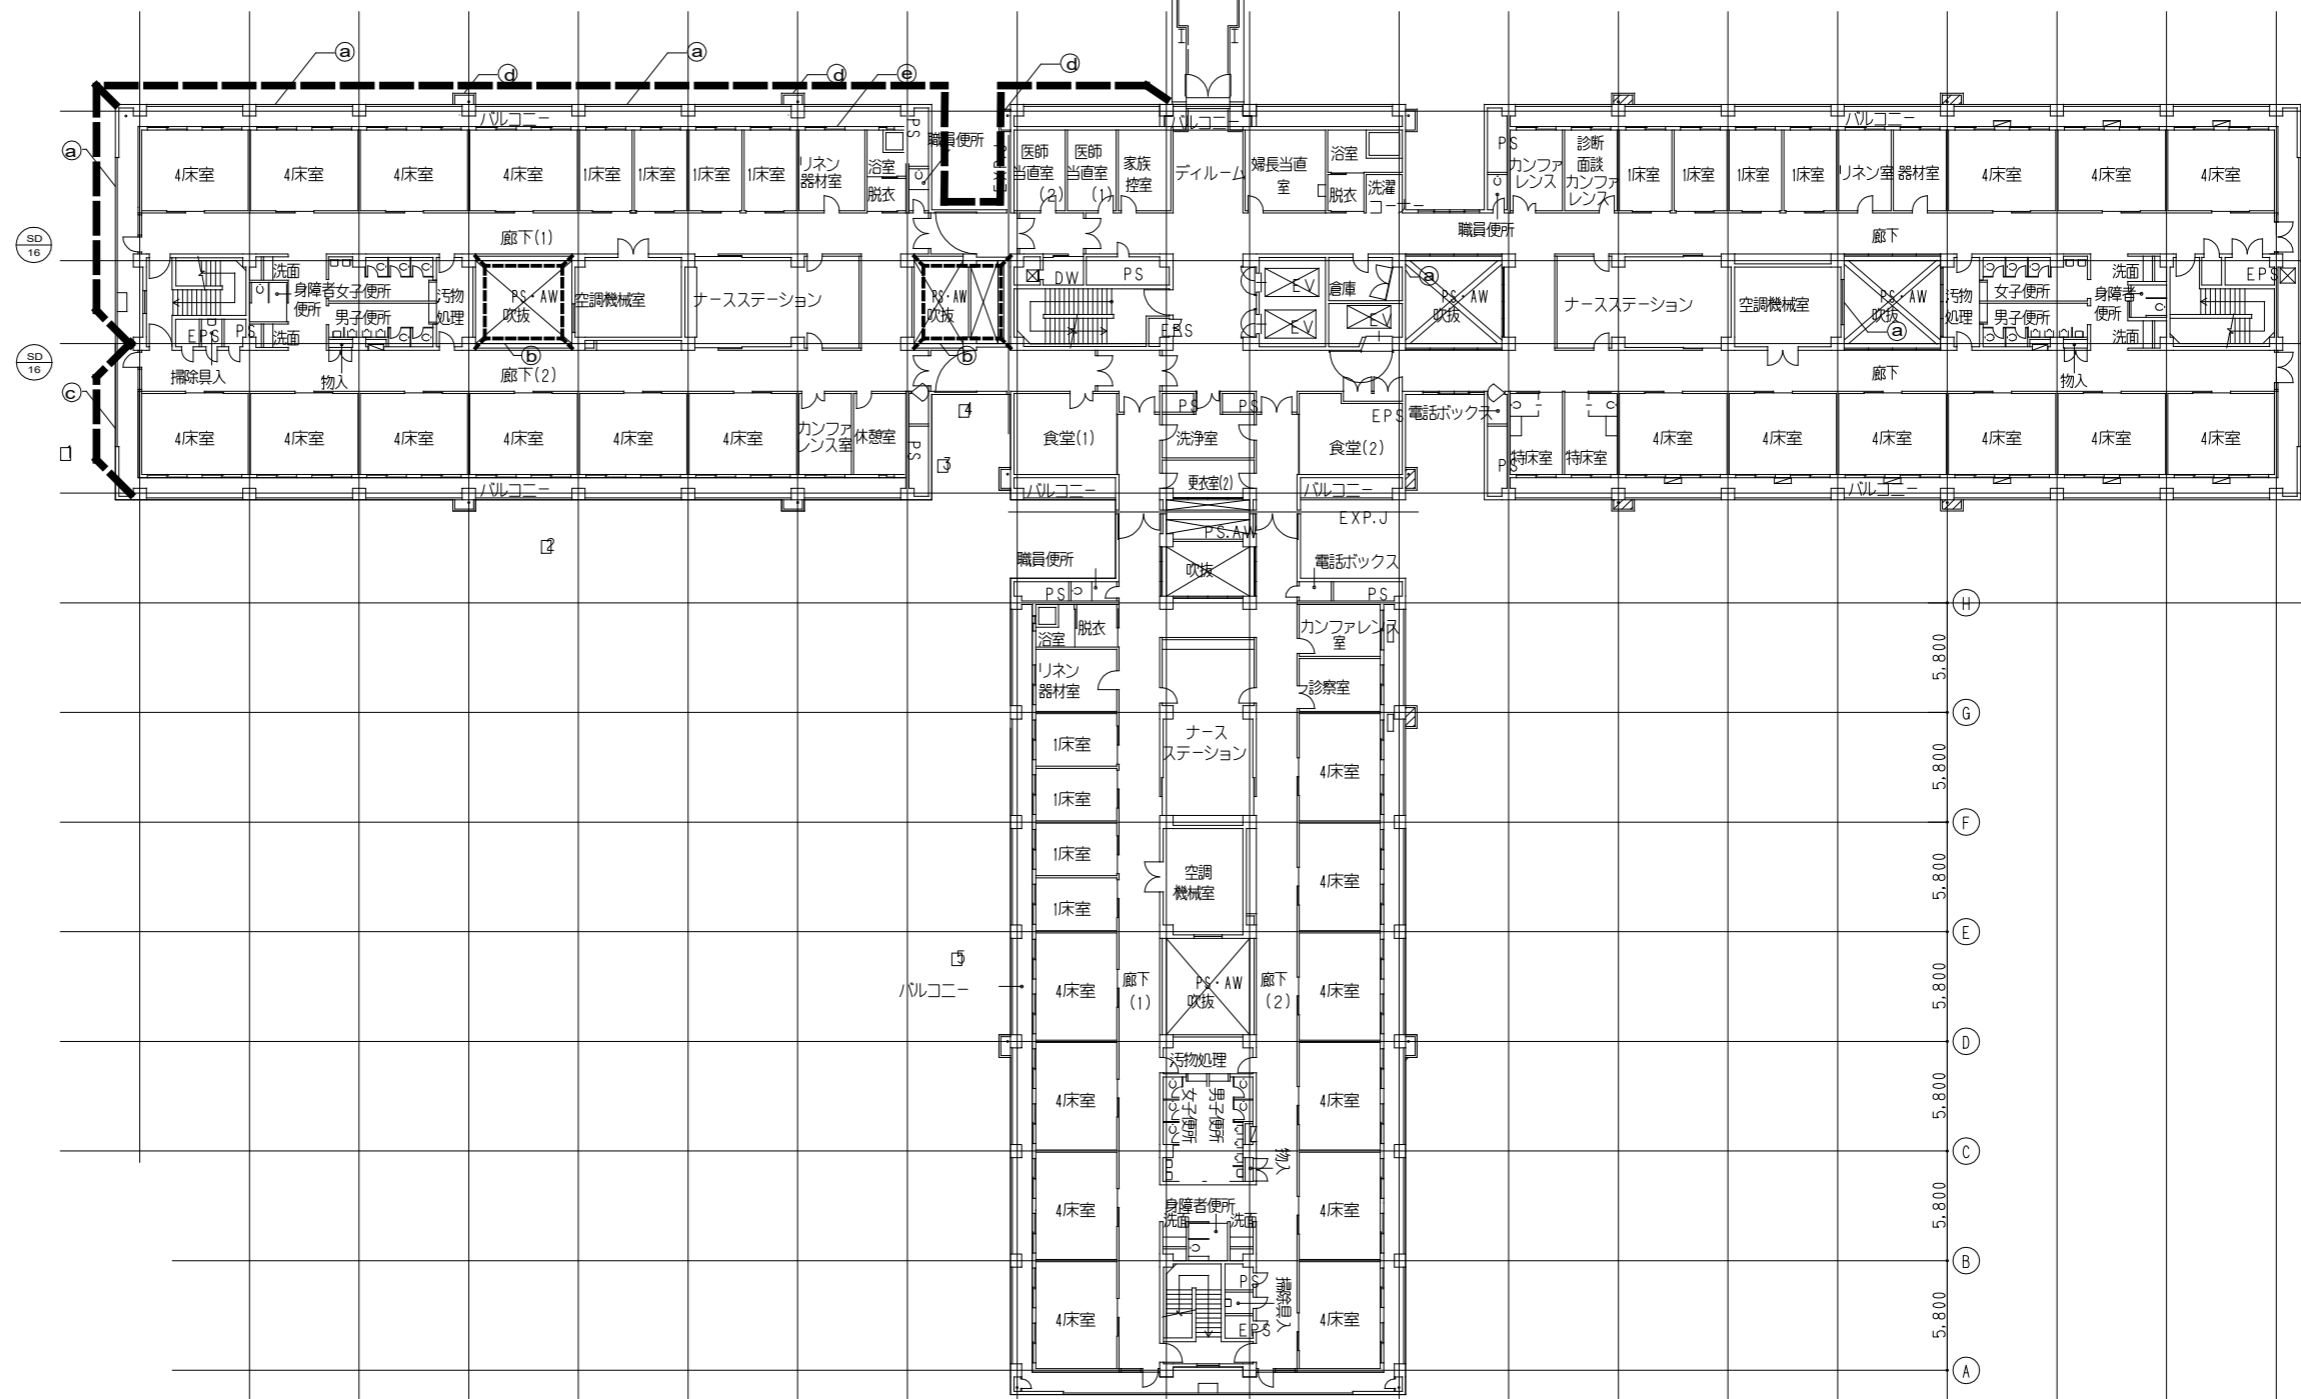 ⓐ
ⓓ
ⓐ
ⓓ
ⓔ
ⓓ
バルコニー
バルコニー
バルコニー
ⓐ
4床室
4床室
4床室
4床室
1床室
1床室
1床室
1床室
リネン
器材室
浴室
脱衣
PS
職員便所
医師
当直室
(2)
医師
当直室
(1)
家族
控室
ディルーム
婦長当直
室
浴室
脱衣
洗濯
コーナー
PS
カンファ
レンス
診断
面談
カンファ
レンス
1床室
1床室
1床室
1床室
リネン室
器材室
4床室
4床室
4床室
SD
16
廊下(1)
職員便所
廊下
洗面
身障者
便所
女子便所
男子便所
洗面
汚物
処理
PS・AW
吹抜
空調機械室
ナースステーション
PS・AW
吹抜
DW
PS
EV
EV
倉庫
EV
ⓐ
PS・AW
吹抜
ナースステーション
空調機械室
PS・AW
吹抜
ⓐ
汚物
処理
女子便所
男子便所
洗面
身障者
便所
洗面
EPS
EPS
PS
EPS
SD
16
ⓑ
ⓑ
掃除具入
物入
廊下(2)
廊下
物入
ⓒ
1
4床室
4床室
4床室
4床室
4床室
4床室
カンファ
レンス室
休憩室
PS
4
3
食堂(1)
PS
PS
洗浄室
更衣室(2)
食堂(2)
EPS
電話ボックス
PS
特床室
特床室
4床室
4床室
4床室
4床室
4床室
4床室
バルコニー
バルコニー
バルコニー
バルコニー
2
EXP.J
PS.AW
吹抜
職員便所
電話ボックス
PS
PS
H
浴室
脱衣
カンファレンス
室
リネン
器材室
診察室
5,800
G
1床室
ナース
ステーション
4床室
5,800
1床室
F
1床室
空調
機械室
4床室
5,800
1床室
E
5
バルコニー
4床室
廊下
(1)
PS・AW
吹抜
廊下
(2)
4床室
5,800
D
汚物処理
4床室
女子便所
男子便所
4床室
5,800
C
物入
4床室
身障者便所
洗面
洗面
4床室
5,800
B
PS
掃除具入
EPS
4床室
4床室
5,800
A